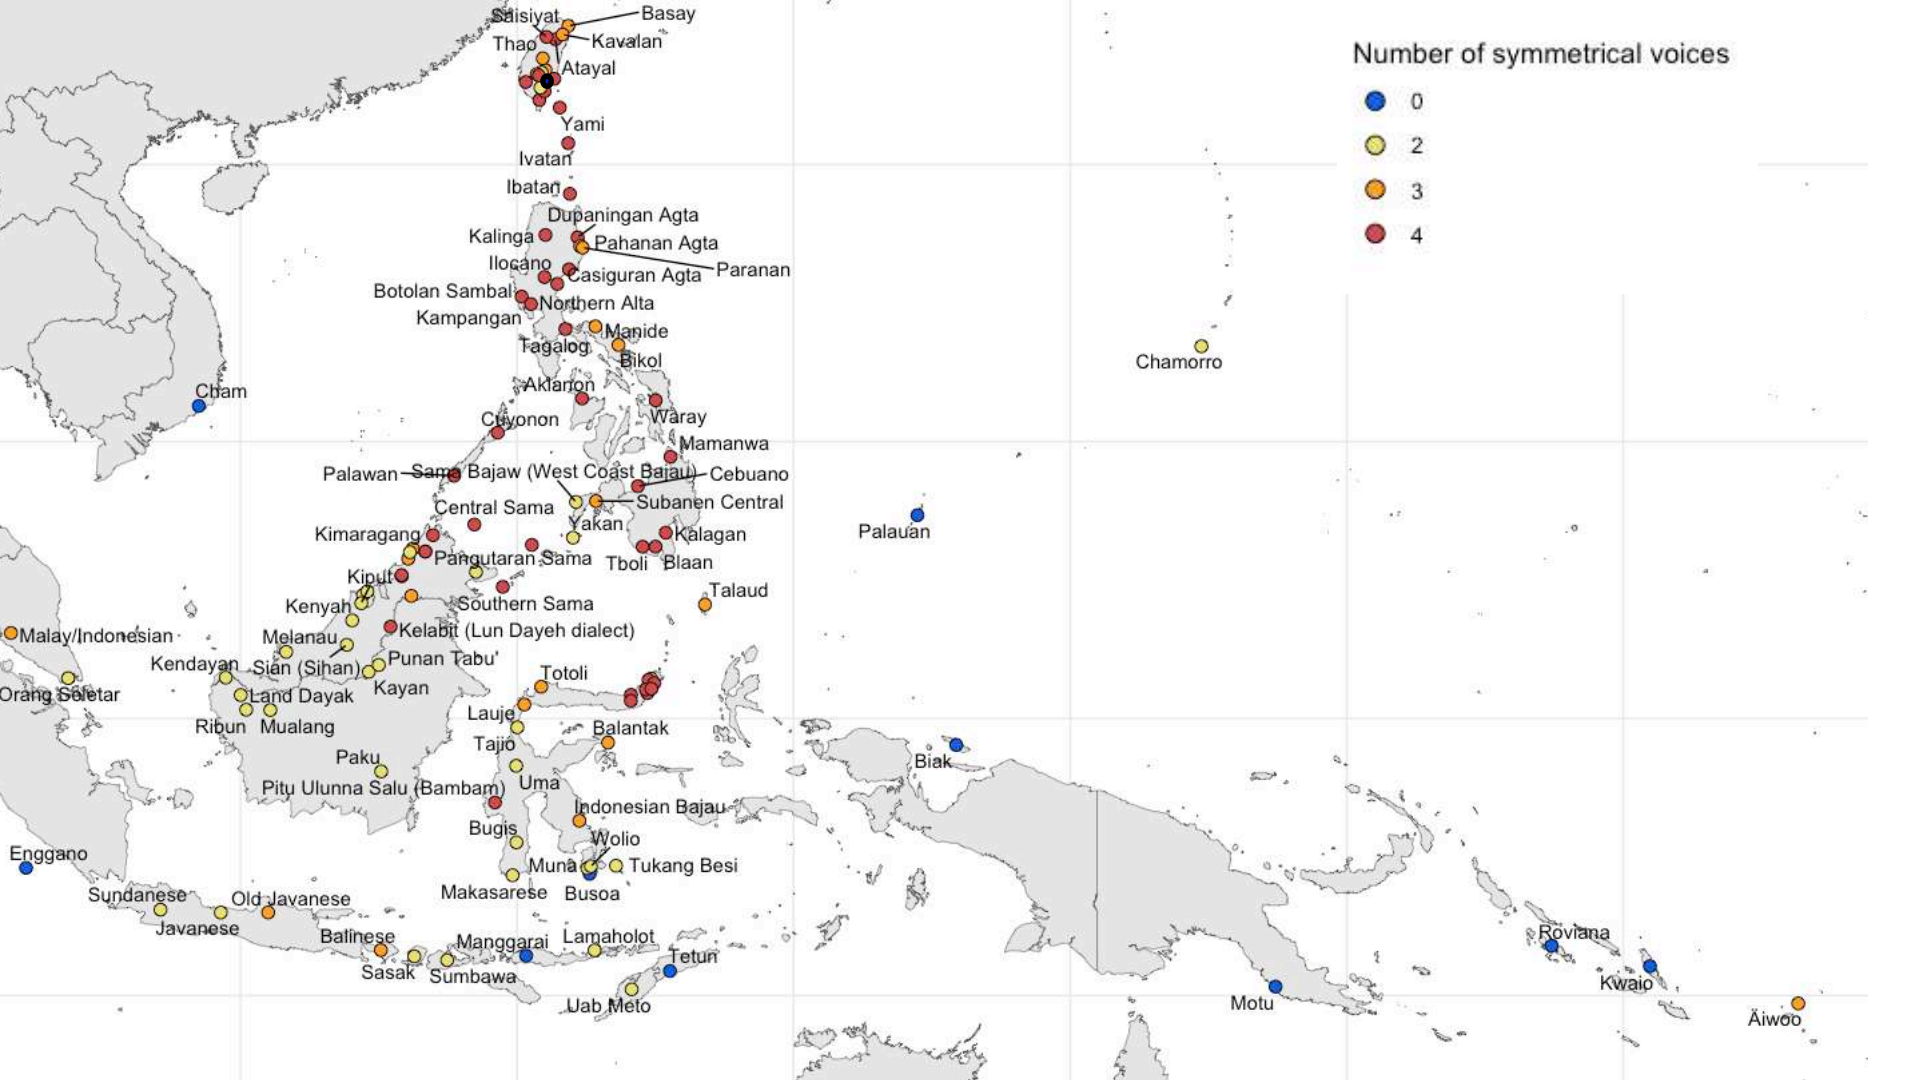 Saisiyat
Basay
Thao
Kavalan
Atayal
Yami
Ivatan
Ibatan
Number of symmetrical voices
0
2
3
4
Dupaningan Agta
Kalinga
Pahanan Agta
Ilocano
Paranan
Casiguran Agta
Botolan Sambal
Northern Alta
Kampangan
Manide
Tagalog
Bikol
Chamorro
Cham
Aklanon
Cuyonon
Waray
Mamanwa
Palawan
Sama Bajaw (West Coast Bajau)
Cebuano
Central Sama
Subanen Central
Yakan
Palauan
Kimaragang
Kalagan
Pangutaran Sama
Tboli
Blaan
Kiput
Talaud
Kenyah
Southern Sama
Malay/Indonesian
Melanau
Kelabit (Lun Dayeh dialect)
Kendayan
Sian (Sihan)
Punan Tabu'
Totoli
Orang Seletar
Land Dayak
Kayan
Lauje
Ribun
Mualang
Balantak
Tajio
Paku
Biak
Pitu Ulunna Salu (Bambam)
Uma
Indonesian Bajau
Bugis
Wolio
Enggano
Muna
Tukang Besi
Makasarese
Busoa
Sundanese
Old Javanese
Javanese
Balinese
Manggarai
Lamaholot
Roviana
Sasak
Sumbawa
Tetun
Kwaio
Uab Meto
Motu
Äiwoo